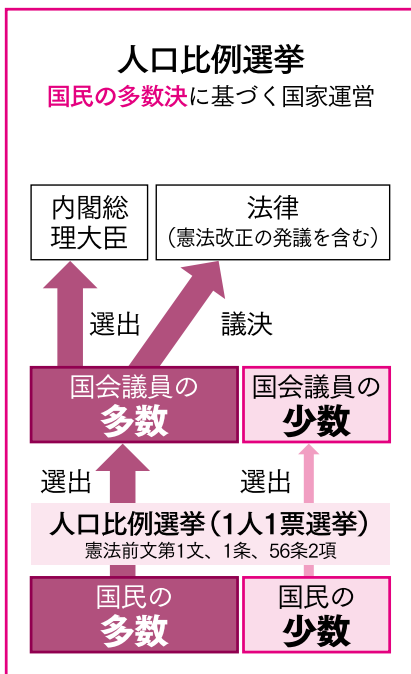 人口比例選挙
国民の多数決に基づく国家運営
内閣総
理大臣
法律
（憲法改正の発議を含む）
選出
議決
国会議員の
多数
国会議員の
少数
選出
選出
人口比例選挙（1人1票選挙）
憲法前文第1文、1条、56条2項
国民の
多数
国民の
少数